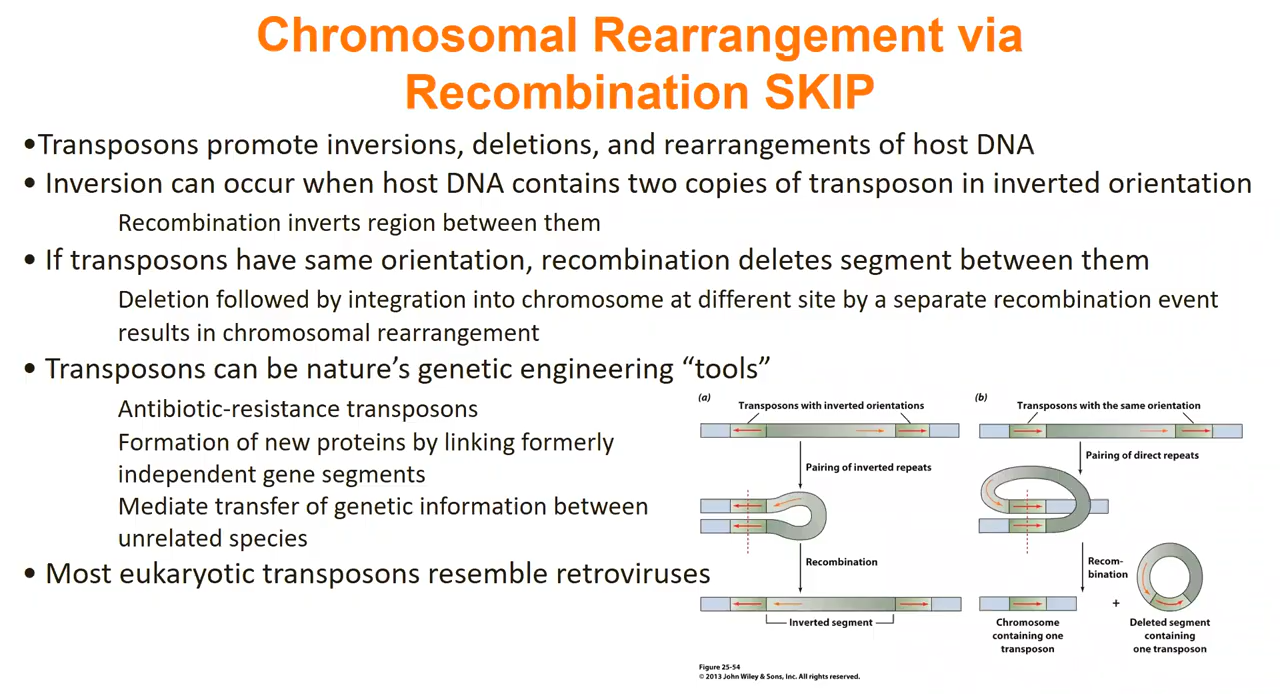 Chromosomal Rearrangement via
Recombination SKIP
•Transposons promote inversions, deletions, and rearrangements of host DNA
• Inversion can occur when host DNA contains two copies of transposon in inverted orientation
Recombination inverts region between them
• If transposons have same orientation, recombination deletes segment between them
Deletion followed by integration into chromosome at different site by a separate recombination event
results in chromosomal rearrangement
• Transposons can be nature’s genetic engineering “tools”
Antibiotic-resistance transposons
Formation of new proteins by linking formerly
independent gene segments
Mediate transfer of genetic information between
unrelated species
• Most eukaryotic transposons resemble retroviruses
(a)
Transposons with inverted orientations
Pairing of inverted repeats
Recombination
Inverted segment
(b)
Transposons with the same orientation
Pairing of direct repeats
Recom-
bination
+
Chromosome
containing one
transposon
Deleted segment
containing
one transposon
Figure 25-54
© 2013 John Wiley & Sons, Inc. All rights reserved.